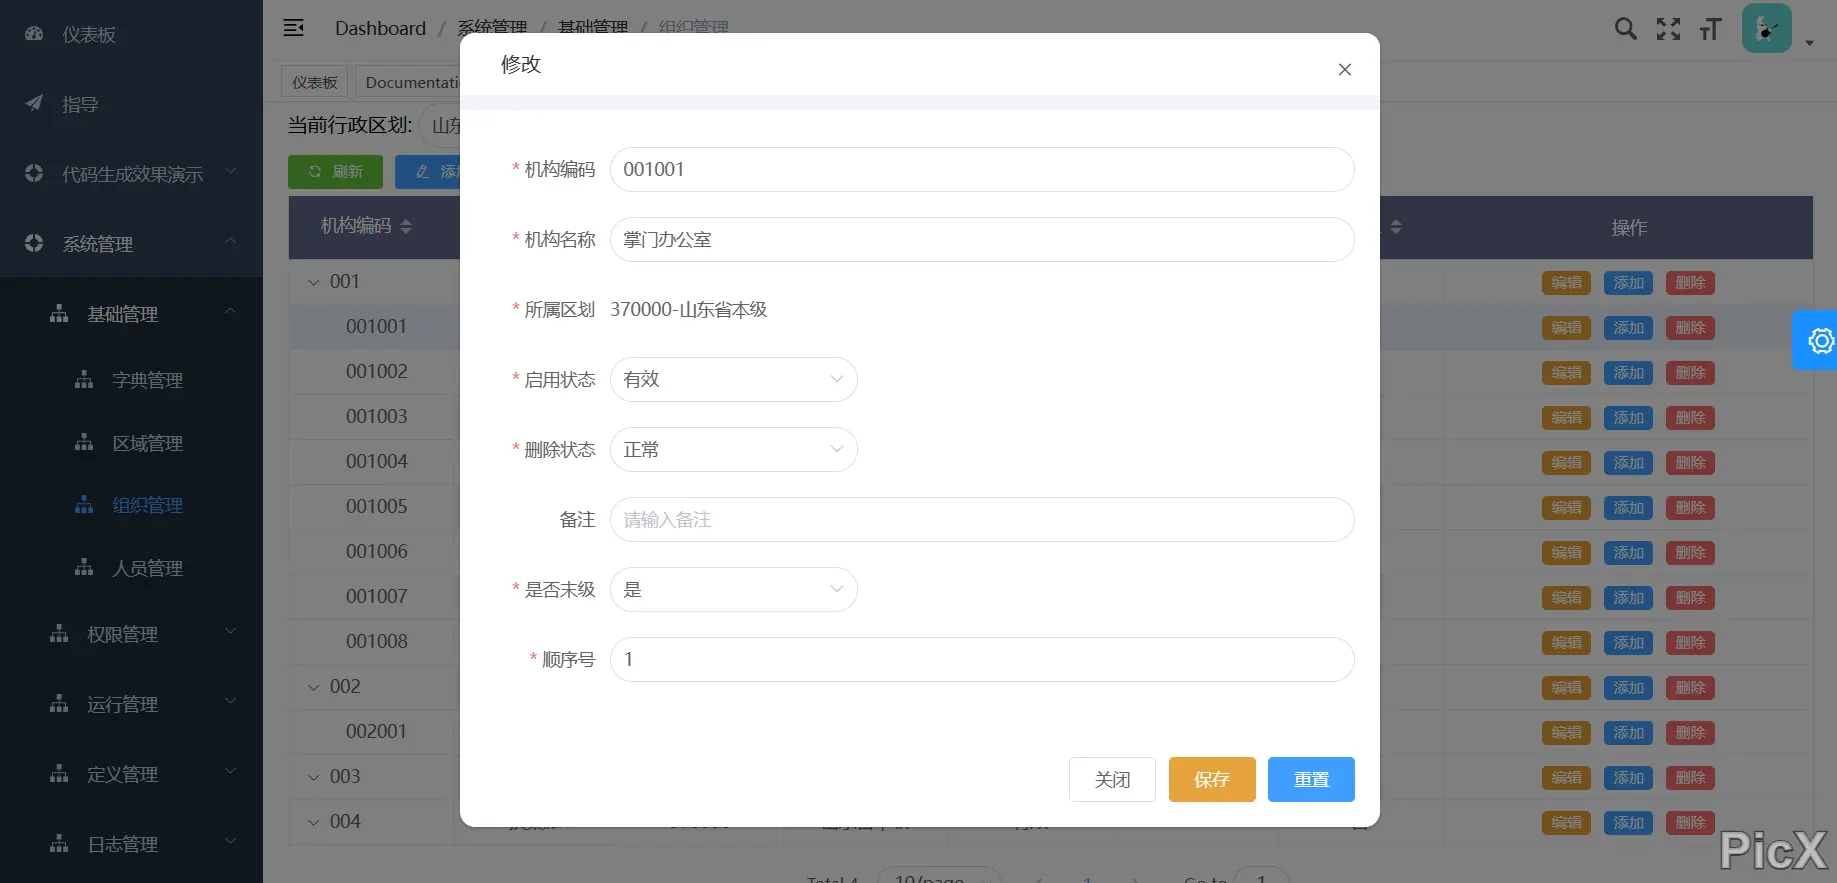 仪表板
指导
代码生成效果演示
系统管理
基础管理
字典管理
区域管理
组织管理
人员管理
权限管理
运行管理
定义管理
日志管理
Dashboard / 系统管理 / 基础管理 / 组织管理
仪表板
当前行政区划:
刷新
机构编码
操作
001 编辑 添加 删除
001001 编辑 添加 删除
001002 编辑 添加 删除
001003 编辑 添加 删除
001004 编辑 添加 删除
001005 编辑 添加 删除
001006 编辑 添加 删除
001007 编辑 添加 删除
001008 编辑 添加 删除
002 编辑 添加 删除
002001 编辑 添加 删除
003 编辑 添加 删除
004 编辑 添加 删除
修改
* 机构编码 001001
* 机构名称 掌门办公室
* 所属区划 370000-山东省本级
* 启用状态 有效
* 删除状态 正常
备注 请输入备注
* 是否末级 是
* 顺序号 1
关闭 保存 重置
Total 4 10/page 1 Go to 1
PicX